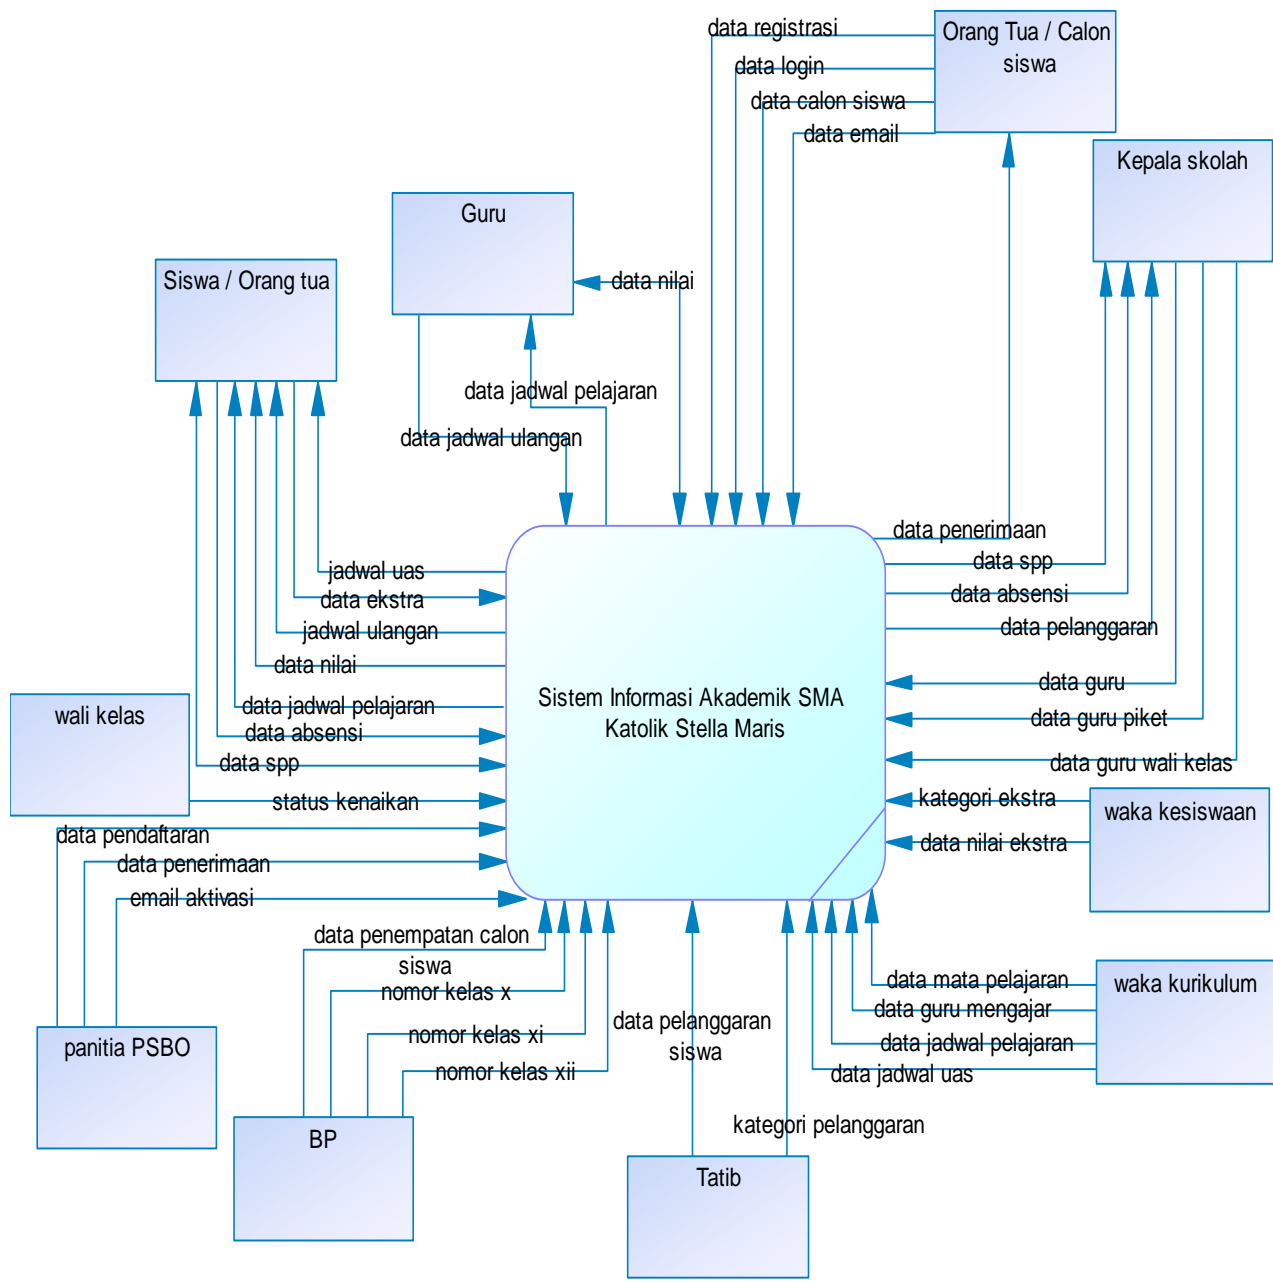 data registrasi
Orang Tua / Calon
siswa
data login
data calon siswa
data email
Kepala skolah
Guru
Siswa / Orang tua
data nilai
data jadwal pelajaran
data jadwal ulangan
data penerimaan
data spp
data absensi
data pelanggaran
jadwal uas
data ekstra
jadwal ulangan
data nilai
data jadwal pelajaran
data absensi
data spp
Sistem Informasi Akademik SMA
Katolik Stella Maris
data guru
data guru piket
data guru wali kelas
wali kelas
status kenaikan
kategori ekstra
data nilai ekstra
waka kesiswaan
data pendaftaran
data penerimaan
email aktivasi
data penempatan calon
siswa
nomor kelas x
nomor kelas xi
nomor kelas xii
data pelanggaran
siswa
kategori pelanggaran
data mata pelajaran
data guru mengajar
data jadwal pelajaran
data jadwal uas
waka kurikulum
panitia PSBO
BP
Tatib